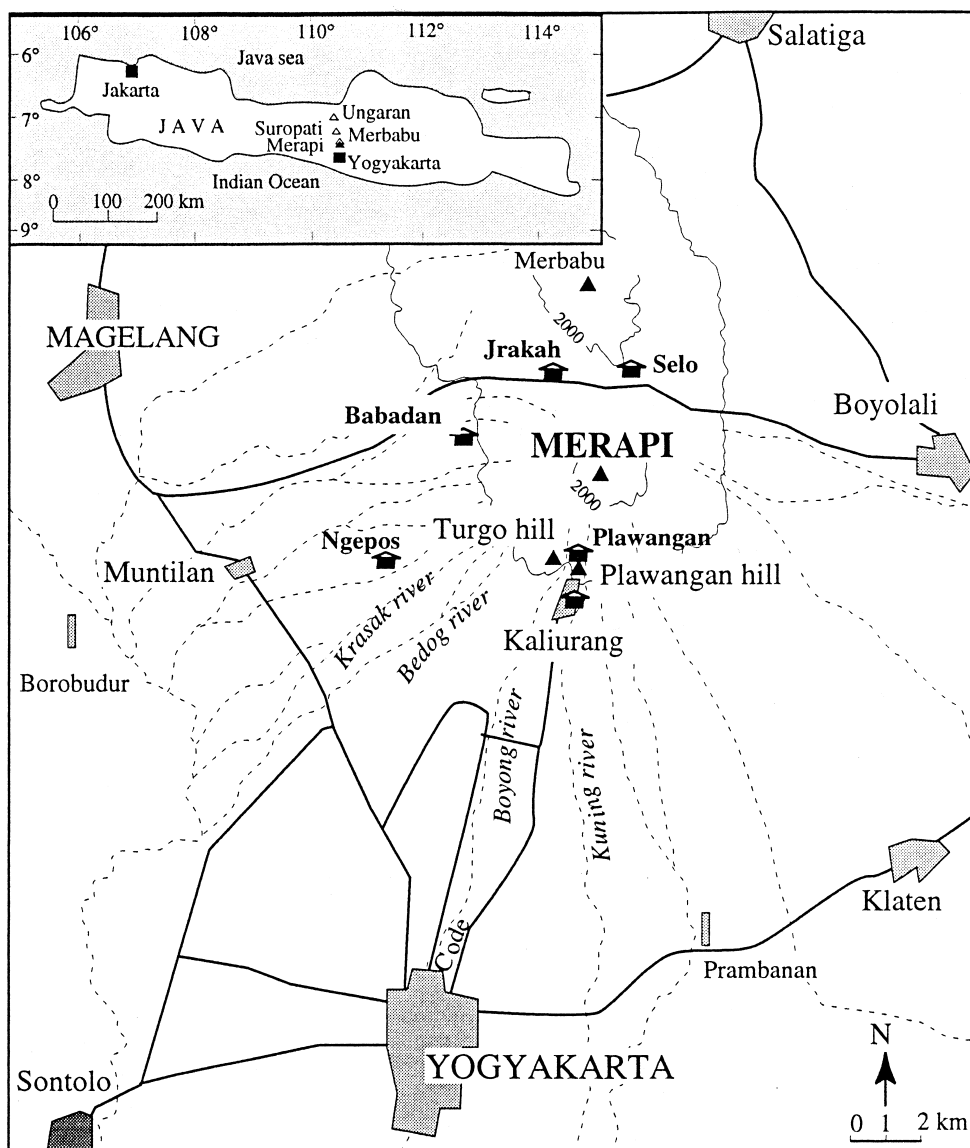 106° 108° 110° 112° 114°
6°
7°
8°
9°
Java sea
Jakarta
JAVA
Ungaran
Suropati
Merbabu
Merapi
Yogyakarta
Indian Ocean
0 100 200 km
Salatiga
Merbabu
2000
MAGELANG
Jrakah
Selo
Babadan
Boyolali
MERAPI
2000
Turgo hill
Plawangan
Ngepos
Plawangan hill
Muntilan
Kaliurang
Krasak river
Bedog river
Borobudur
Boyong river
Kuning river
Klaten
Code
Prambanan
N
YOGYAKARTA
Sontolo
0 1 2 km